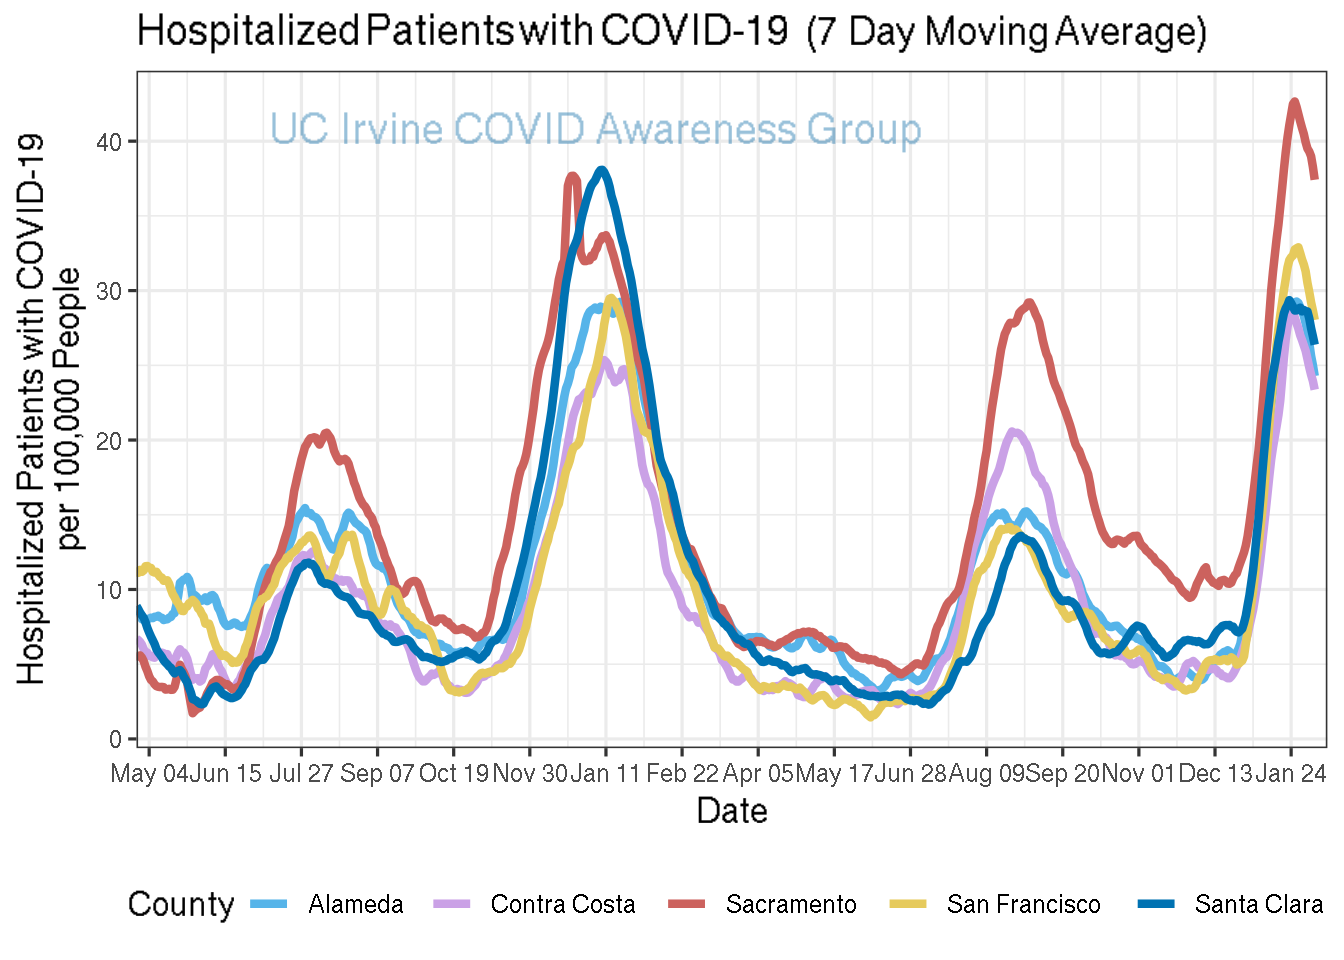 Hospitalized Patients with COVID-19 (7 Day Moving Average)
UC Irvine COVID Awareness Group
Hospitalized Patients with COVID-19
per 100,000 People
40
30
20
10
0
May 04 Jun 15 Jul 27 Sep 07 Oct 19 Nov 30 Jan 11 Feb 22 Apr 05 May 17 Jun 28 Aug 09 Sep 20 Nov 01 Dec 13 Jan 24
Date
County Alameda Contra Costa Sacramento San Francisco Santa Clara